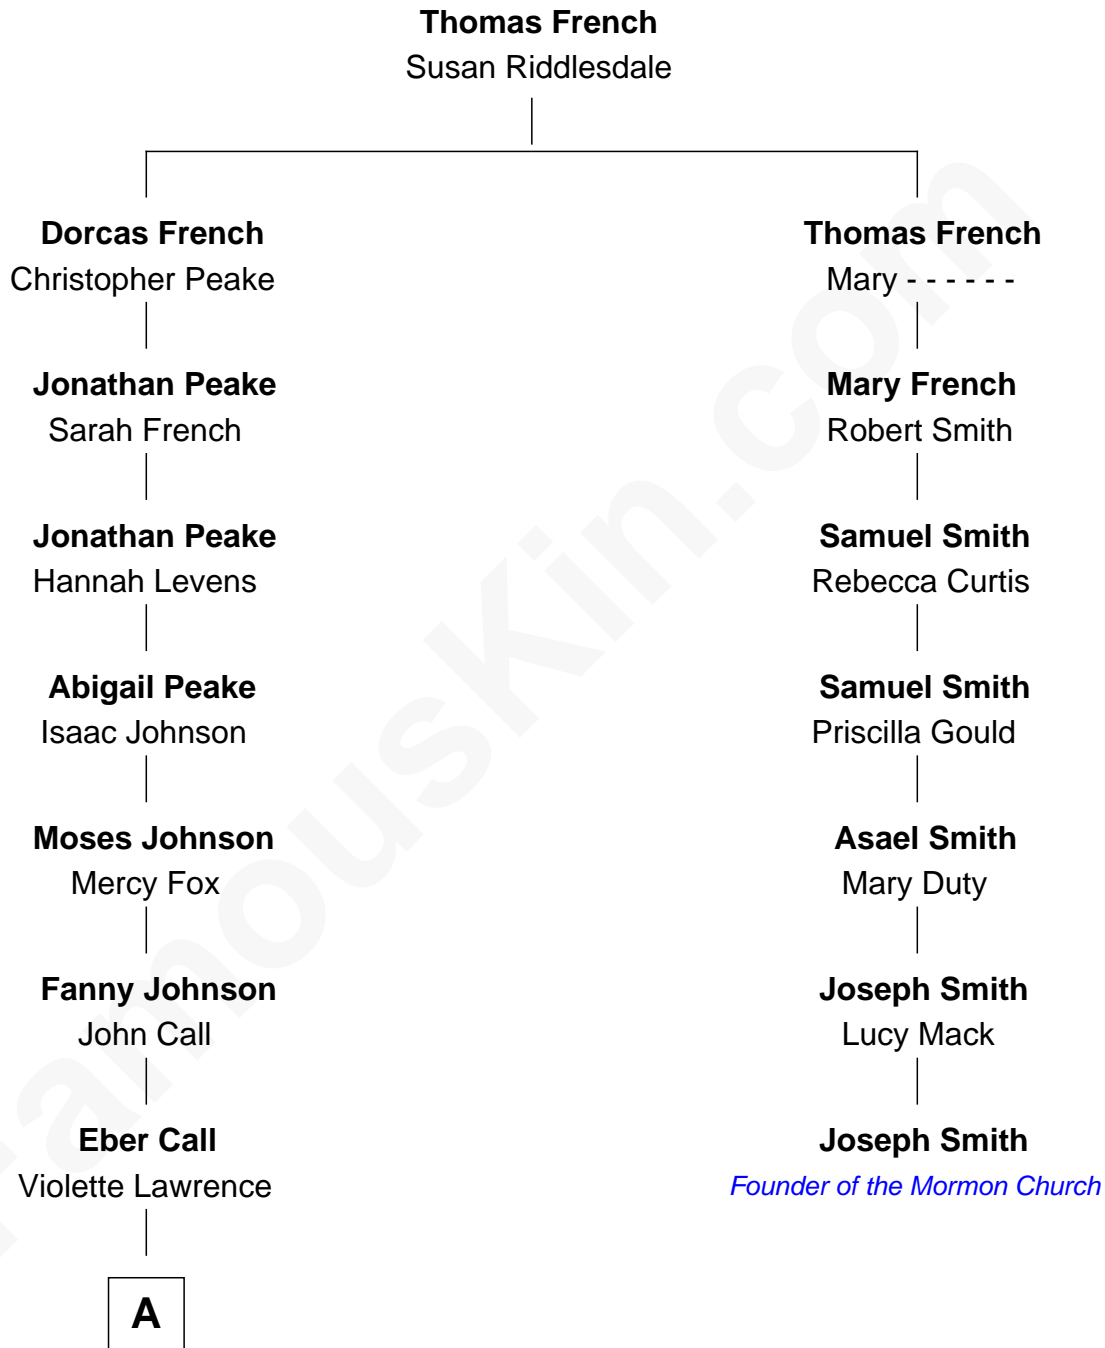 Thomas French
Susan Riddlesdale
Dorcas French
Christopher Peake
Thomas French
Mary - - - - - -
Jonathan Peake
Sarah French
Mary French
Robert Smith
Jonathan Peake
Hannah Levens
Samuel Smith
Rebecca Curtis
Abigail Peake
Isaac Johnson
Samuel Smith
Priscilla Gould
Moses Johnson
Mercy Fox
Asael Smith
Mary Duty
Fanny Johnson
John Call
Joseph Smith
Lucy Mack
Eber Call
Violette Lawrence
Joseph Smith
Founder of the Mormon Church
A
FamousKin.com